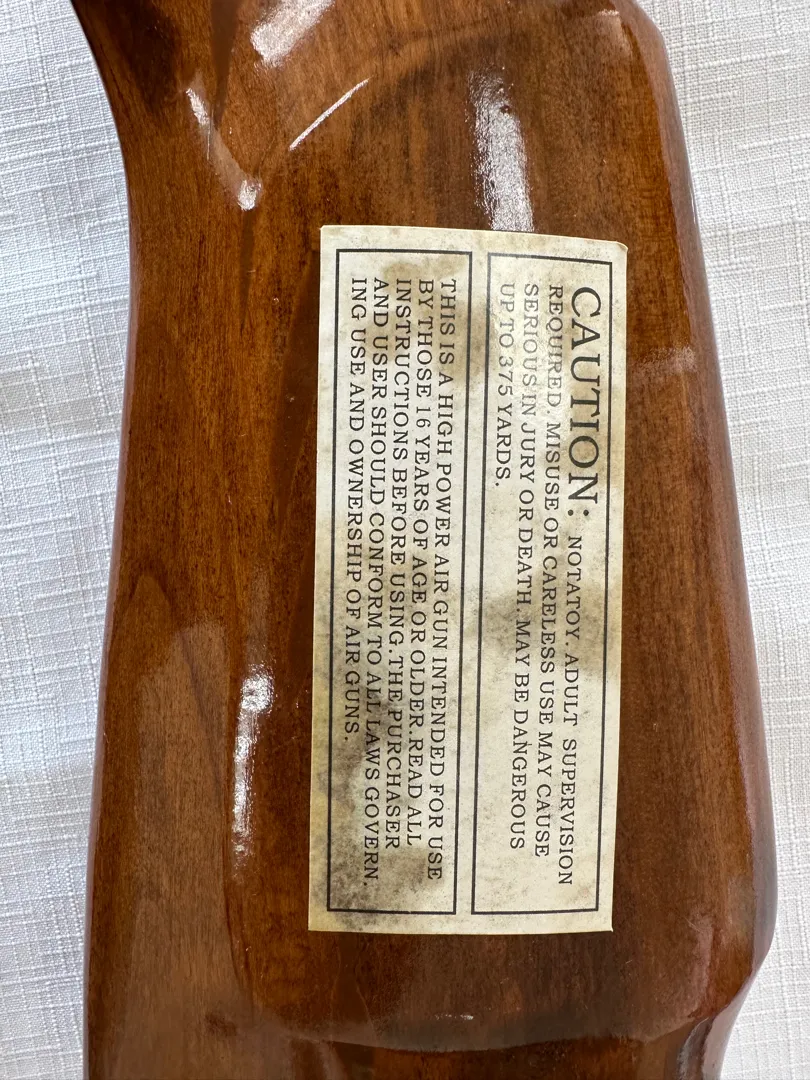 CAUTION: NOTATOY. ADULT SUPERVISION
REQUIRED. MISUSE OR CARELESS USE MAY CAUSE
SERIOUS IN JURY OR DEATH. MAY BE DANGEROUS
UP TO 375 YARDS.
THIS IS A HIGH POWER AIR GUN INTENDED FOR USE
BY THOSE 16 YEARS OF AGE OR OLDER.READ ALL
INSTRUCTIONS BEFORE USING.THE PURCHASER
AND USER SHOULD CONFORM TO ALL LAWS GOVERN.
ING USE AND OWNERSHIP OF AIR GUNS.